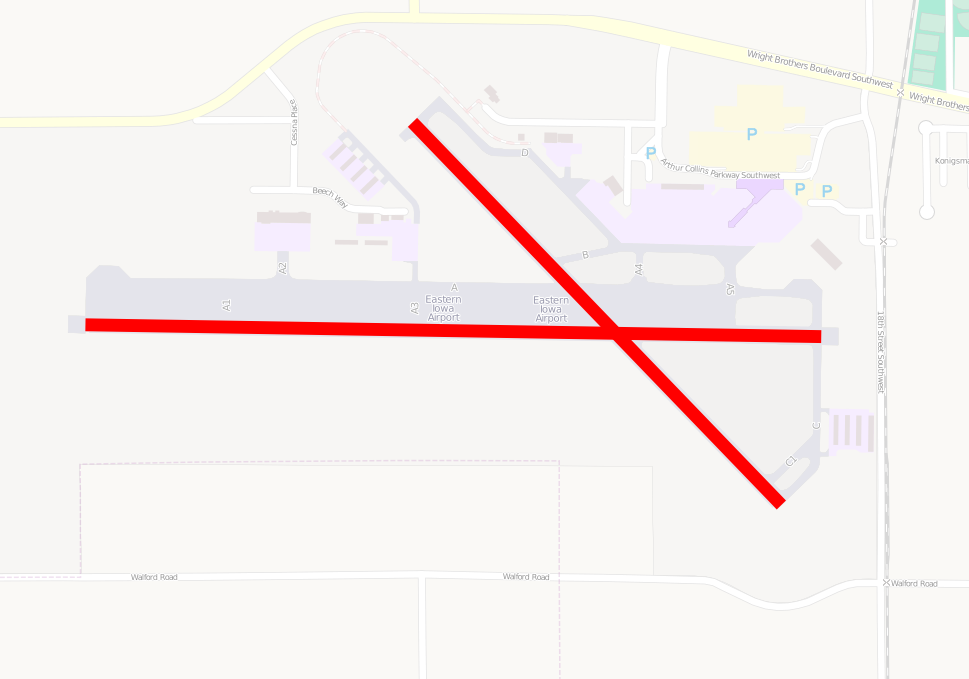 Wright Brothers Boulevard Southwest
Wright Brothers
Cessna Place
D
P
P
Arthur Collins Parkway Southwest
Konigsma
P
P
Beech Way
B
A2
A4
A
A5
A1
A3
Eastern
Iowa
Airport
Eastern
Iowa
Airport
18th Street Southwest
C
C1
Walford Road
Walford Road
Walford Road